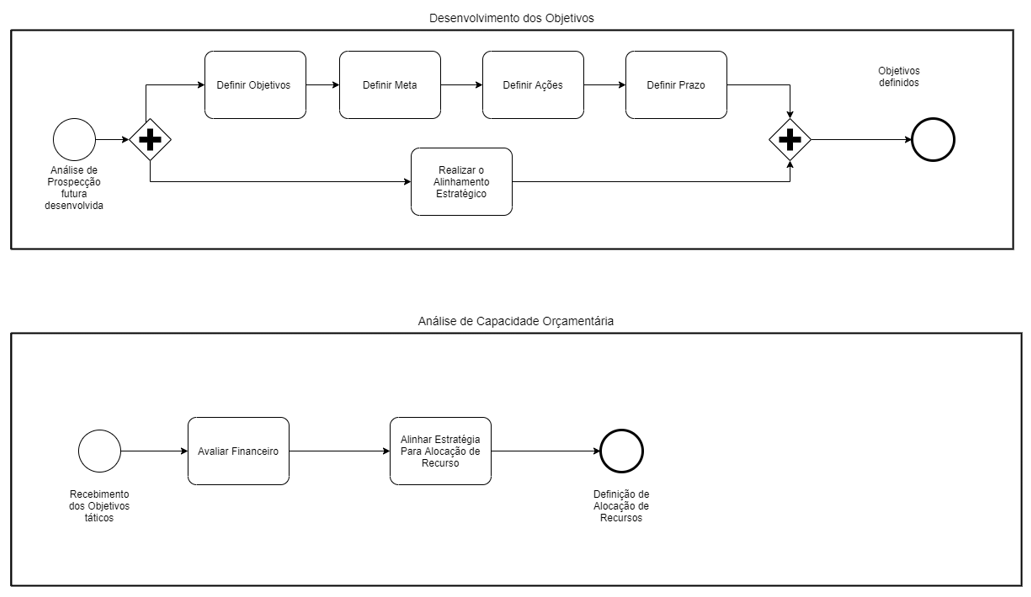 Desenvolvimento dos Objetivos
Definir Objetivos
Definir Meta
Definir Ações
Definir Prazo
Objetivos
definidos
Análise de
Prospecção
futura
desenvolvida
Realizar o
Alinhamento
Estratégico
Análise de Capacidade Orçamentária
Avaliar Financeiro
Alinhar Estratégia
Para Alocação de
Recurso
Recebimento
dos Objetivos
táticos
Definição de
Alocação de
Recursos